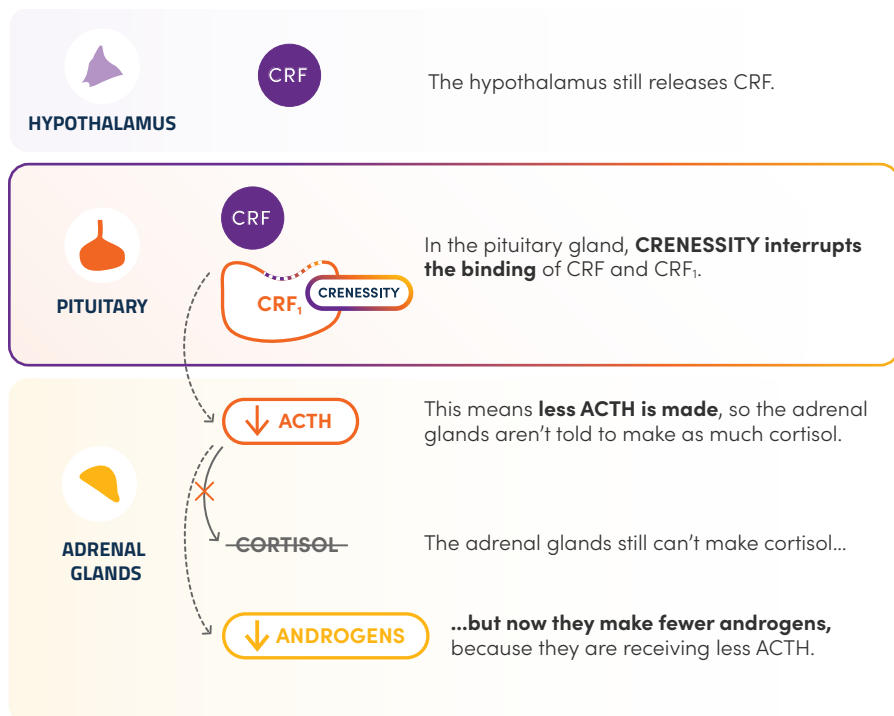 CRF
The hypothalamus still releases CRF.
HYPOTHALAMUS
CRF
In the pituitary gland, CRENESSITY interrupts
the binding of CRF and CRF₁.
CRENESSITY
CRF₁
PITUITARY
This means less ACTH is made, so the adrenal
glands aren’t told to make as much cortisol.
ACTH
ADRENAL
GLANDS
CORTISOL
The adrenal glands still can’t make cortisol...
ANDROGENS
...but now they make fewer androgens,
because they are receiving less ACTH.